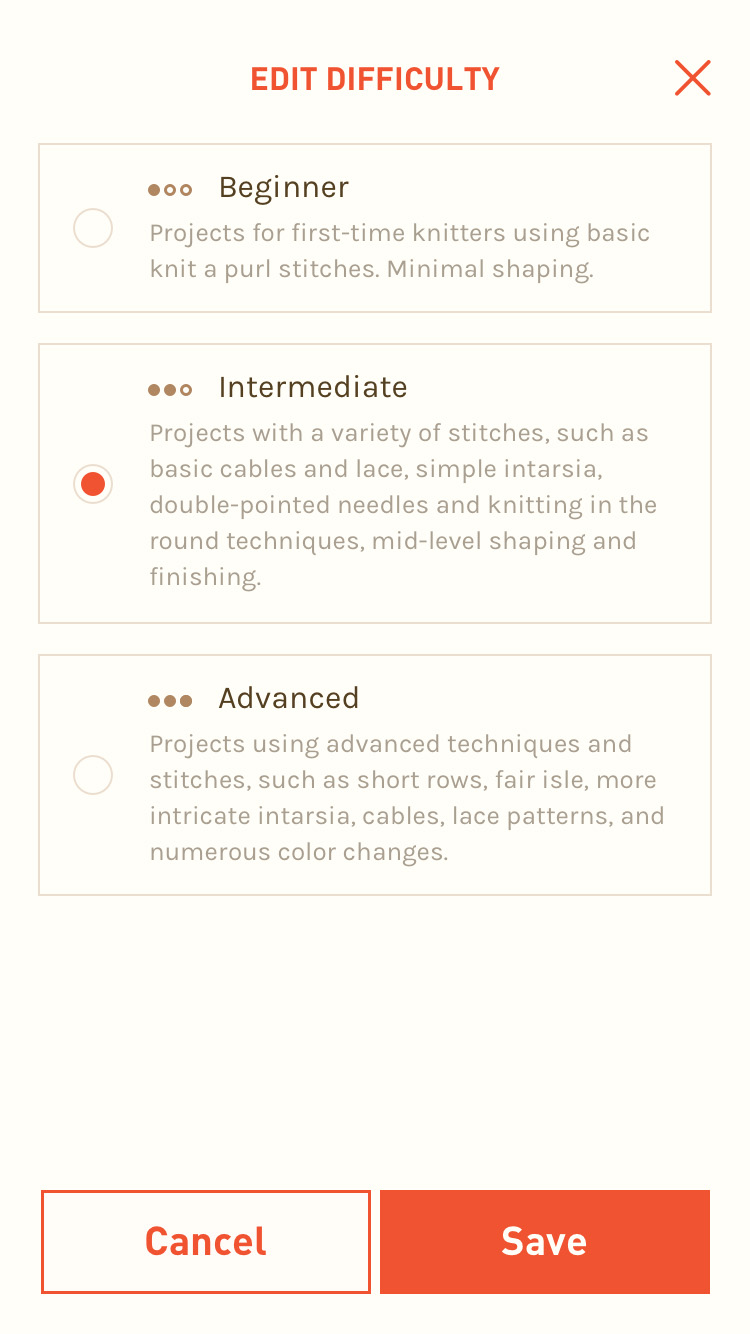 EDIT DIFFICULTY
Beginner
Projects for first-time knitters using basic
knit a purl stitches. Minimal shaping.
Intermediate
Projects with a variety of stitches, such as
basic cables and lace, simple intarsia,
double-pointed needles and knitting in the
round techniques, mid-level shaping and
finishing.
Advanced
Projects using advanced techniques and
stitches, such as short rows, fair isle, more
intricate intarsia, cables, lace patterns, and
numerous color changes.
Cancel
Save